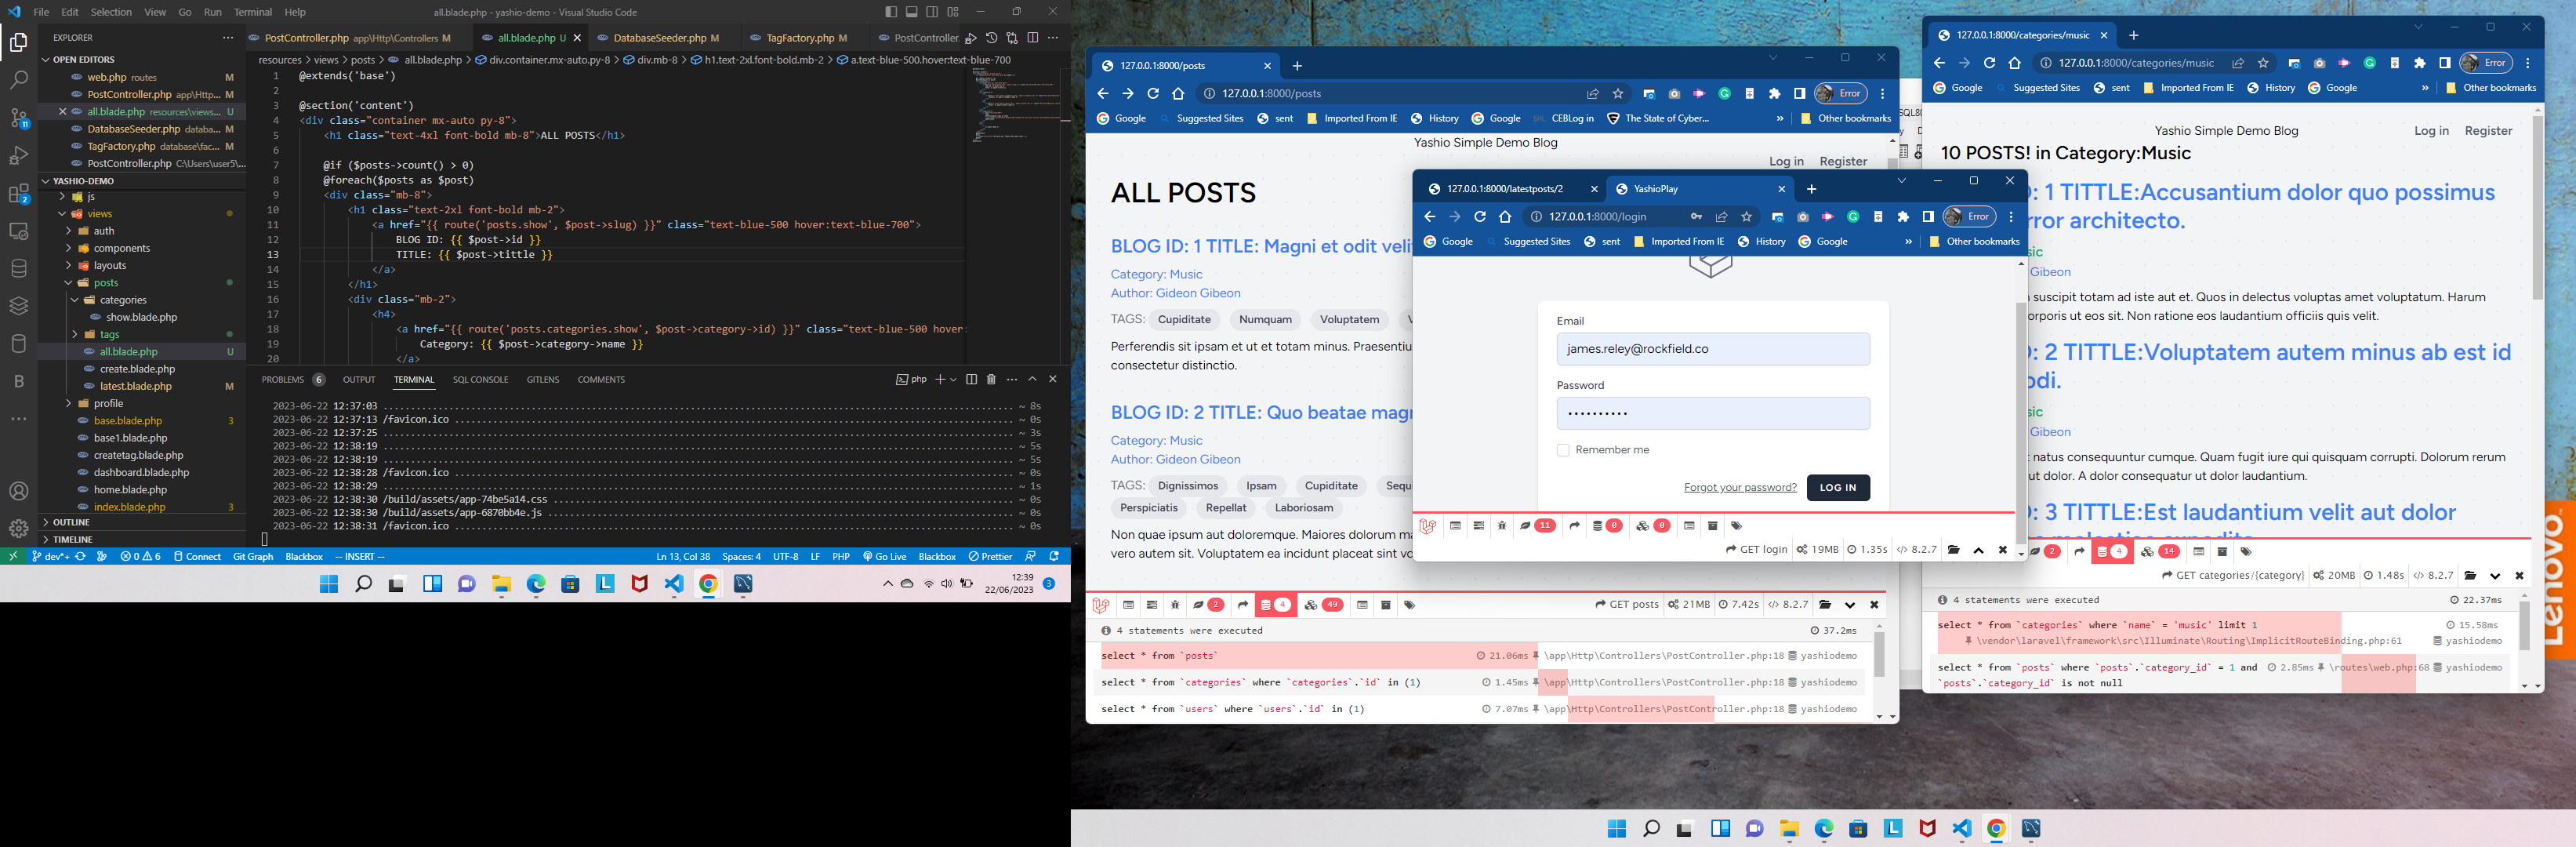 File Edit Selection View Go Run Terminal Help
all.blade.php - yashio-demo - Visual Studio Code
EXPLORER
OPEN EDITORS
web.php routes M
PostController.php app\Http... M
all.blade.php resources\views... U
DatabaseSeeder.php databa... M
TagFactory.php database\fac... M
PostController.php C:\Users\user5\...
YASHIO-DEMO
js
views
auth
components
layouts
posts
categories
show.blade.php
tags
all.blade.php U
create.blade.php
latest.blade.php M
profile
base.blade.php 3
base1.blade.php
createtag.blade.php
dashboard.blade.php
home.blade.php
index.blade.php 3
OUTLINE
TIMELINE
PostController.php app\Http\Controllers M
all.blade.php U
DatabaseSeeder.php M
TagFactory.php M
PostController.
resources > views > posts > all.blade.php > div.container.mx-auto.py-8 > div.mb-8 > h1.text-2xl.font-bold.mb-2 > a.text-blue-500.hover:text-blue-700
1 @extends('base')
2
3 @section('content')
4 <div class="container mx-auto py-8">
5 <h1 class="text-4xl font-bold mb-8">ALL POSTS</h1>
6
7 @if ($posts->count() > 0)
8 @foreach($posts as $post)
9 <div class="mb-8">
10 <h1 class="text-2xl font-bold mb-2">
11 <a href="{{ route('posts.show', $post->slug) }}" class="text-blue-500 hover:text-blue-700">
12 BLOG ID: {{ $post->id }}
13 TITLE: {{ $post->tittle }}
14 </a>
15 </h1>
16 <div class="mb-2">
17 <h4>
18 <a href="{{ route('posts.categories.show', $post->category->id) }}" class="text-blue-500 hover:
19 Category: {{ $post->category->name }}
20 </a>
PROBLEMS 6 OUTPUT TERMINAL SQL CONSOLE GITLENS COMMENTS
php
2023-06-22 12:37:03 ~ 8s
2023-06-22 12:37:13 /favicon.ico ~ 0s
2023-06-22 12:37:25 ~ 3s
2023-06-22 12:38:19 ~ 5s
2023-06-22 12:38:19 ~ 5s
2023-06-22 12:38:28 /favicon.ico ~ 0s
2023-06-22 12:38:29 ~ 1s
2023-06-22 12:38:30 /build/assets/app-74be5a14.css ~ 0s
2023-06-22 12:38:30 /build/assets/app-6870bb4e.js ~ 0s
2023-06-22 12:38:31 /favicon.ico ~ 0s
dev*+ 0 6 Connect Git Graph Blackbox -- INSERT -- Ln 13, Col 38 Spaces: 4 UTF-8 LF PHP Go Live Blackbox Prettier
12:39
22/06/2023
3
127.0.0.1:8000/posts
127.0.0.1:8000/posts
Error
Google Suggested Sites sent Imported From IE History Google CEBLog in The State of Cyber... » Other bookmarks
Yashio Simple Demo Blog
Log in Register
ALL POSTS
BLOG ID: 1 TITLE: Magni et odit veli
Category: Music
Author: Gideon Gibeon
TAGS: Cupiditate Numquam Voluptatem V
Perferendis sit ipsam et ut et totam minus. Praesentiu
consectetur distinctio.
BLOG ID: 2 TITLE: Quo beatae magn
Category: Music
Author: Gideon Gibeon
TAGS: Dignissimos Ipsam Cupiditate Sequ
Perspiciatis Repellat Laboriosam
Non quae ipsum aut doloremque. Maiores dolorum ma
vero autem sit. Voluptatem ea incidunt placeat sint vo
2 4 49 GET posts 21MB 7.42s 8.2.7
4 statements were executed 37.2ms
select * from `posts` 21.06ms \app\Http\Controllers\PostController.php:18 yashiodemo
select * from `categories` where `categories`.`id` in (1) 1.45ms \app\Http\Controllers\PostController.php:18 yashiodemo
select * from `users` where `users`.`id` in (1) 7.07ms \app\Http\Controllers\PostController.php:18 yashiodemo
127.0.0.1:8000/latestposts/2
YashioPlay
127.0.0.1:8000/login
Error
Google Suggested Sites sent Imported From IE History Google » Other bookmarks
Email
james.reley@rockfield.co
Password
Remember me
Forgot your password? LOG IN
11 0 0
GET login 19MB 1.35s 8.2.7
127.0.0.1:8000/categories/music
127.0.0.1:8000/categories/music
Error
Google Suggested Sites sent Imported From IE History Google » Other bookmarks
Yashio Simple Demo Blog Log in Register
10 POSTS! in Category:Music
: 1 TITTLE:Accusantium dolor quo possimus
rror architecto.
sic
Gibeon
suscipit totam ad iste aut et. Quos in delectus voluptas amet voluptatum. Harum
orporis ut eos sit. Non ratione eos laudantium officiis quis velit.
: 2 TITTLE:Voluptatem autem minus ab est id
odi.
sic
Gibeon
t natus consequuntur cumque. Quam fugit iure qui quisquam corrupti. Dolorum rerum
ut dolor. A dolor consequatur ut dolor laudantium.
: 3 TITTLE:Est laudantium velit aut dolor
2 4 14
GET categories/{category} 20MB 1.48s 8.2.7
4 statements were executed 22.37ms
select * from `categories` where `name` = 'music' limit 1 15.58ms
\vendor\laravel\framework\src\Illuminate\Routing\ImplicitRouteBinding.php:61 yashiodemo
select * from `posts` where `posts`.`category_id` = 1 and 2.85ms \routes\web.php:68 yashiodemo
`posts`.`category_id` is not null
Lenovo